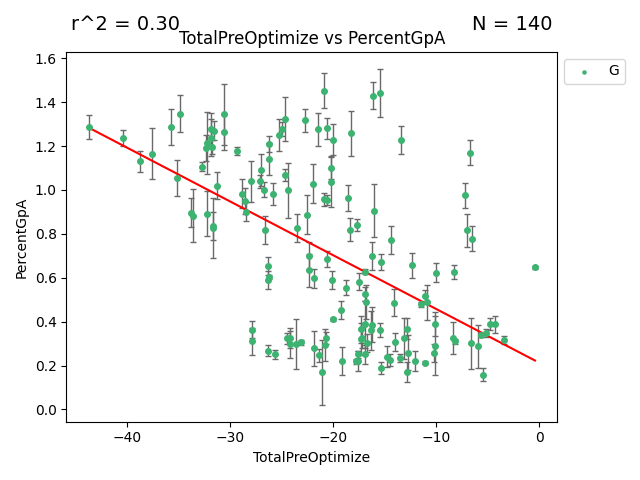 r^2 = 0.30 N = 140
TotalPreOptimize vs PercentGpA
G
1.6
1.4
1.2
1.0
0.8
0.6
0.4
0.2
0.0
PercentGpA
−40 −30 −20 −10 0
TotalPreOptimize